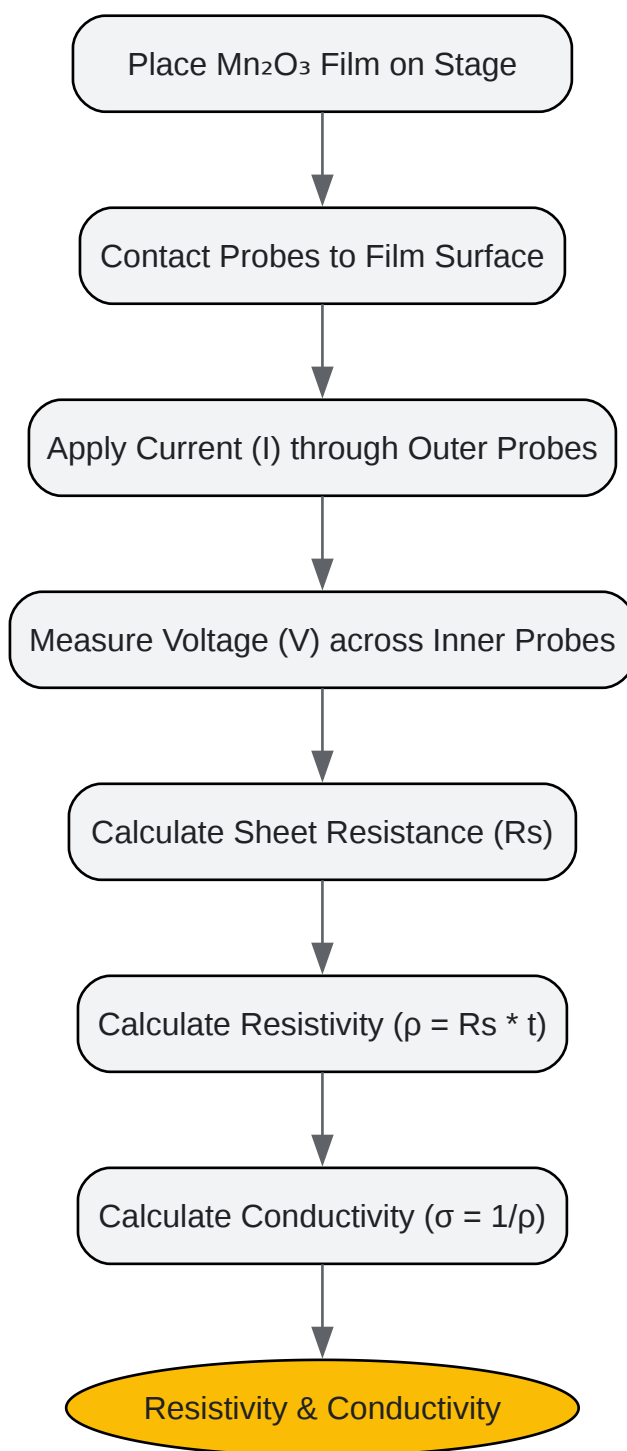 Place Mn₂O₃ Film on Stage
Contact Probes to Film Surface
Apply Current (I) through Outer Probes
Measure Voltage (V) across Inner Probes
Calculate Sheet Resistance (Rs)
Calculate Resistivity (ρ = Rs * t)
Calculate Conductivity (σ = 1/ρ)
Resistivity & Conductivity